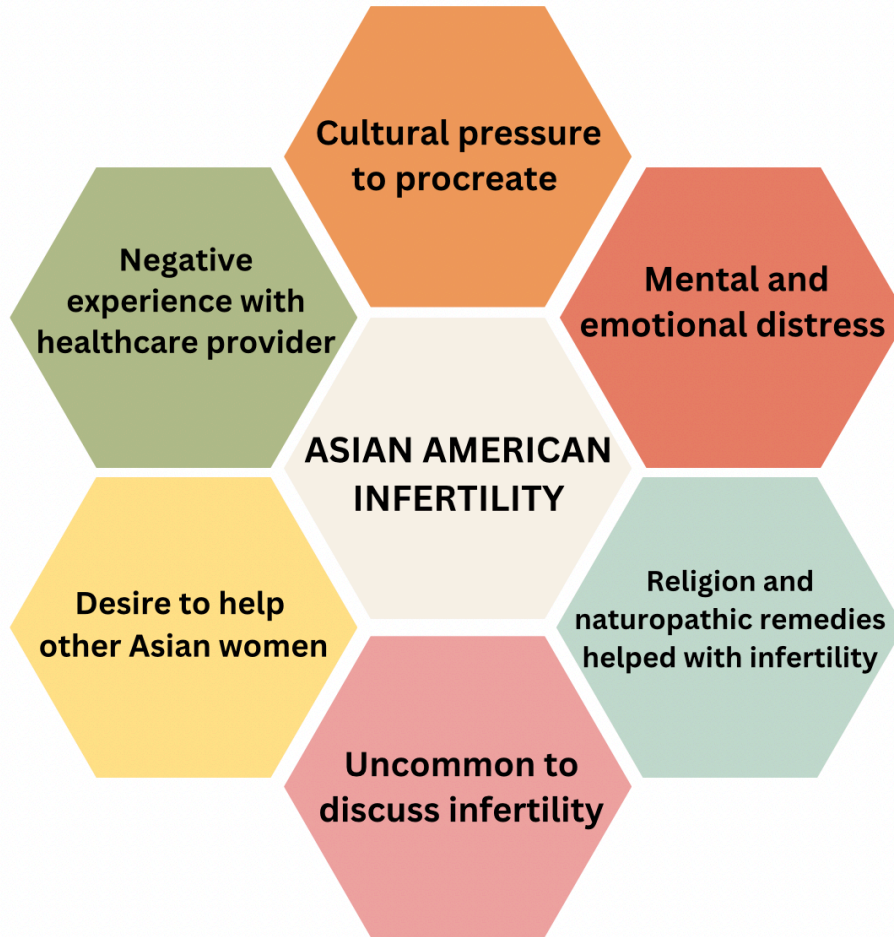 Cultural pressure
to procreate
Negative
experience with
healthcare provider
Mental and
emotional distress
ASIAN AMERICAN
INFERTILITY
Desire to help
other Asian women
Religion and
naturopathic remedies
helped with infertility
Uncommon to
discuss infertility